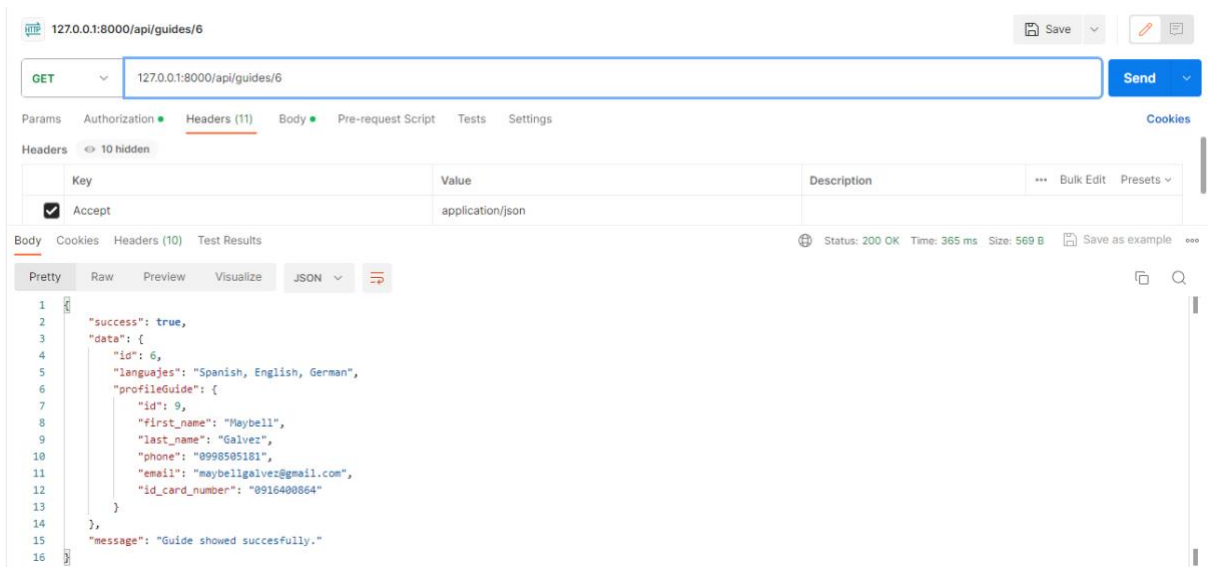 HTTP 127.0.0.1:8000/api/guides/6 Save
GET 127.0.0.1:8000/api/guides/6 Send
Params Authorization Headers (11) Body Pre-request Script Tests Settings Cookies
Headers 10 hidden
Key Value Description Bulk Edit Presets
Accept application/json
Body Cookies Headers (10) Test Results Status: 200 OK Time: 365 ms Size: 569 B Save as example
Pretty Raw Preview Visualize JSON
1 {
2 "success": true,
3 "data": {
4 "id": 6,
5 "languajes": "Spanish, English, German",
6 "profileGuide": {
7 "id": 9,
8 "first_name": "Maybell",
9 "last_name": "Galvez",
10 "phone": "0998505181",
11 "email": "maybellgalvez@gmail.com",
12 "id_card_number": "0916400864"
13 }
14 },
15 "message": "Guide showed succesfully."
16 }